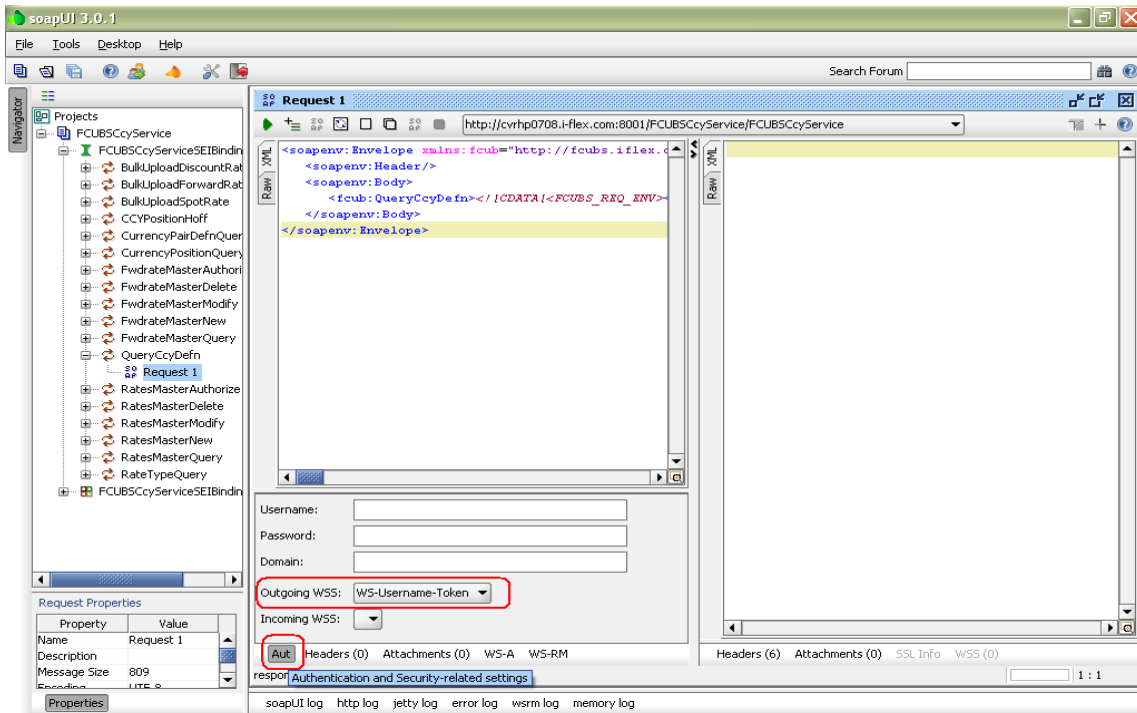 soapUI 3.0.1
File Tools Desktop Help
Search Forum
Navigator
Projects
FCUBSCcyService
FCUBSCcyServiceSEIBindin
BulkUploadDiscountRat
BulkUploadForwardRat
BulkUploadSpotRate
CCYPositionHoff
CurrencyPairDefnQuer
CurrencyPositionQuery
FwdrateMasterAuthori
FwdrateMasterDelete
FwdrateMasterModify
FwdrateMasterNew
FwdrateMasterQuery
QueryCcyDefn
Request 1
RatesMasterAuthorize
RatesMasterDelete
RatesMasterModify
RatesMasterNew
RatesMasterQuery
RateTypeQuery
FCUBSCcyServiceSEIBindin
Request Properties
Property Value
Name Request 1
Description
Message Size 809
Encoding UTF-8
Properties
Request 1
http://cvrhp0708.i-flex.com:8001/FCUBSCcyService/FCUBSCcyService
XML
Raw
<soapenv:Envelope xmlns:fcub="http://fcubs.iflex.c
<soapenv:Header/>
<soapenv:Body>
<fcub:QueryCcyDefn><![CDATA[<FCUBS_REQ_ENV><
</soapenv:Body>
</soapenv:Envelope>
XML
Raw
Username:
Password:
Domain:
Outgoing WSS: WS-Username-Token
Incoming WSS:
Aut Headers (0) Attachments (0) WS-A WS-RM
Headers (6) Attachments (0) SSL Info WSS (0)
respor
Authentication and Security-related settings
1 : 1
soapUI log http log jetty log error log wsrm log memory log